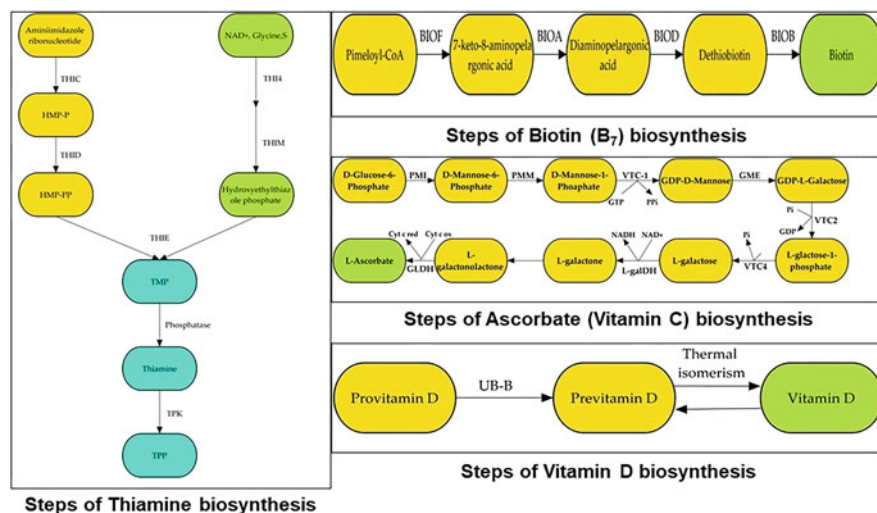 Aminiimidazole
ribonucleotide
NAD+, Glycine,S
THIC
THI4
HMP-P
THID
THIM
HMP-PP
Hydroxyethylthiaz
ole phosphate
THIE
TMP
Phosphatase
Thiamine
TPK
TPP
Steps of Thiamine biosynthesis
Pimeloyl-CoA
BIOF
7-keto-8-aminopela
rgonic acid
BIOA
Diaminopelargonic
acid
BIOD
Dethiobiotin
BIOB
Biotin
Steps of Biotin (B7) biosynthesis
D-Glucose-6-
Phosphate
PMI
D-Mannose-6-
Phosphate
PMM
D-Mannose-1-
Phoaphate
VTC-1
GTP
PPi
GDP-D-Mannose
GME
GDP-L-Galactose
Pi
VTC2
GDP
L-glactose-1-
phosphate
Pi
VTC4
L-galactose
NADH
NAD+
L-galDH
L-galactone
L-
galactonolactone
Cyt c red
Cyt c ox
GLDH
L-Ascorbate
Steps of Ascorbate (Vitamin C) biosynthesis
Provitamin D
UB-B
Previtamin D
Thermal
isomerism
Vitamin D
Steps of Vitamin D biosynthesis